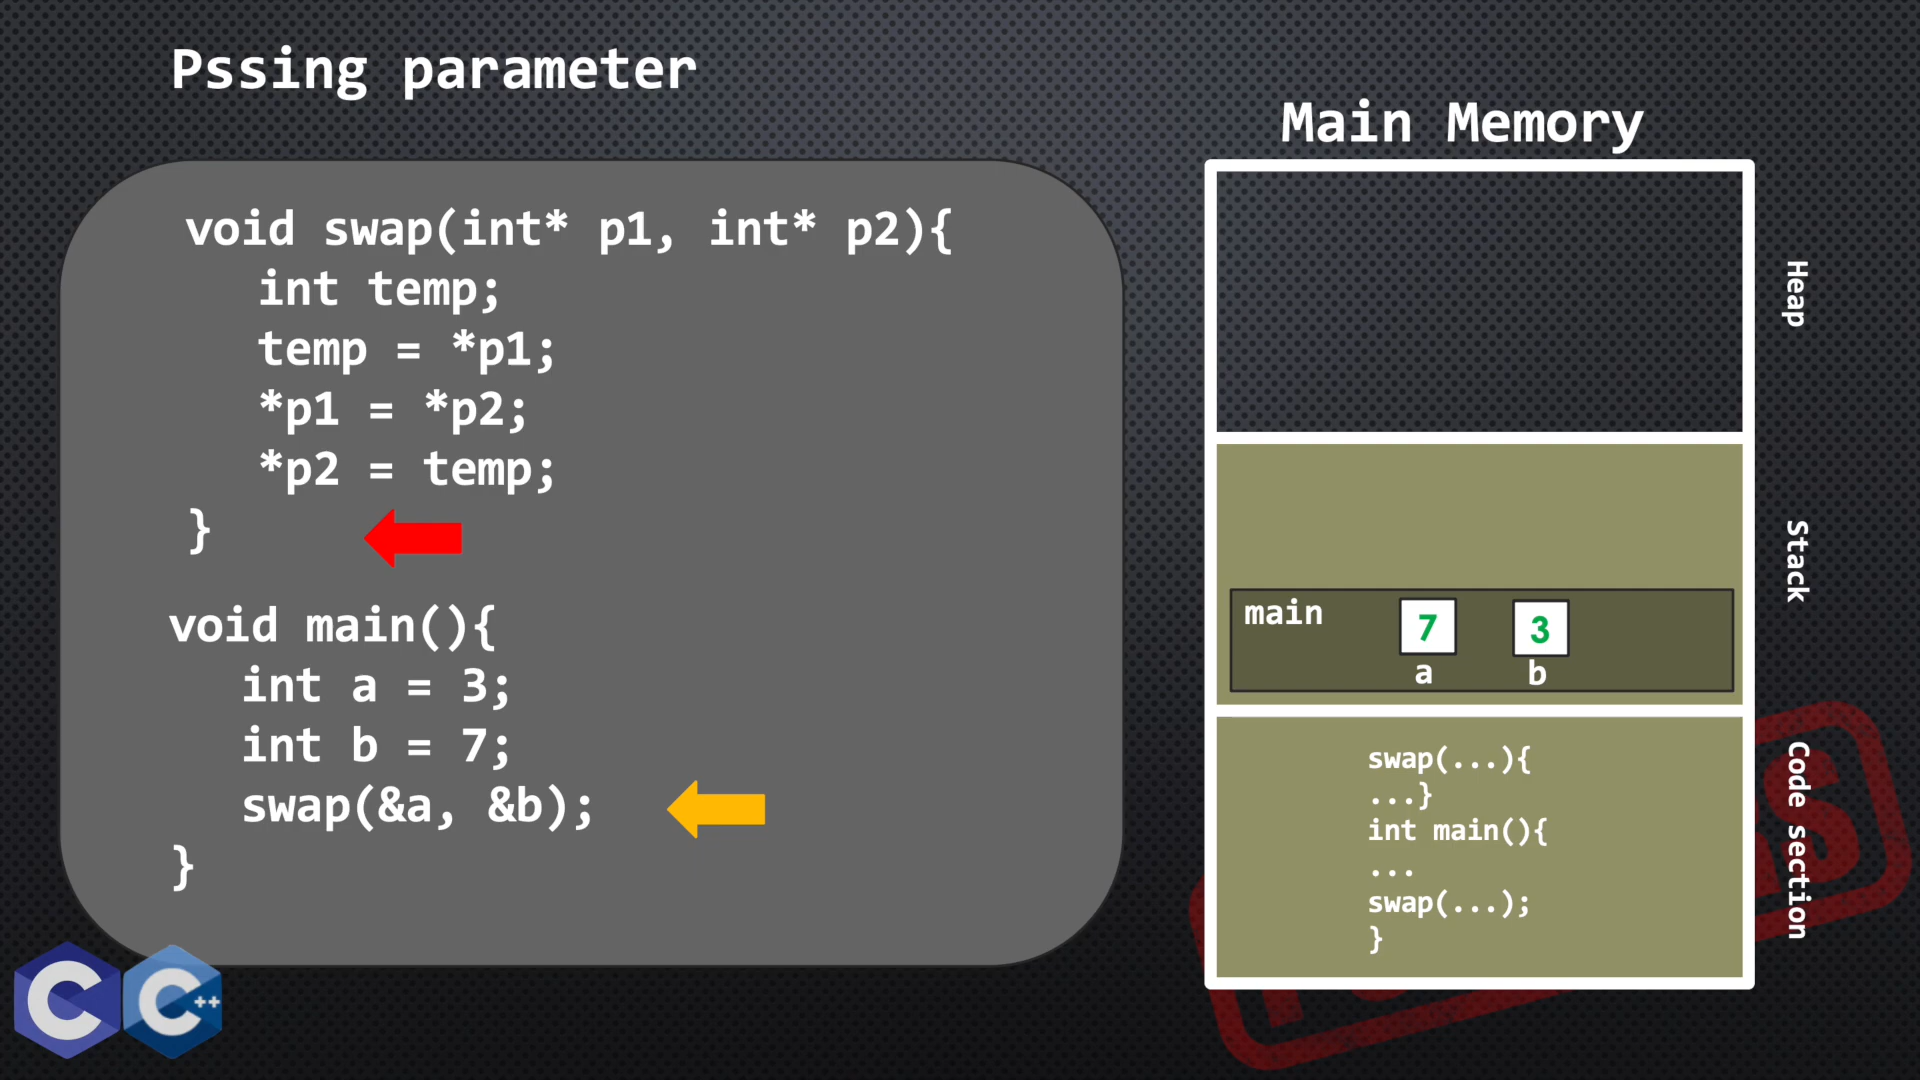 Pssing parameter
void swap(int* p1, int* p2){
int temp;
temp = *p1;
*p1 = *p2;
*p2 = temp;
}
void main(){
int a = 3;
int b = 7;
swap(&a, &b);
}
C
C++
Main Memory
Heap
Stack
main
7
3
a
b
Code section
swap(...){
...}
int main(){
...
swap(...);
}